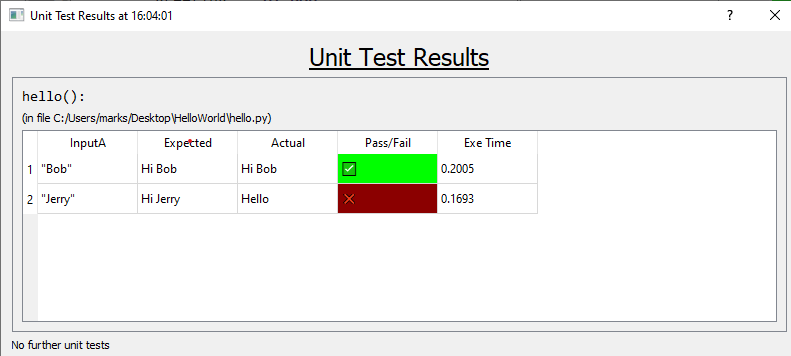 Unit Test Results at 16:04:01
Unit Test Results
hello():
(in file C:/Users/marks/Desktop\HelloWorld\hello.py)
InputA Expected Actual Pass/Fail Exe Time
1 "Bob" Hi Bob Hi Bob 0.2005
2 "Jerry" Hi Jerry Hello 0.1693
No further unit tests